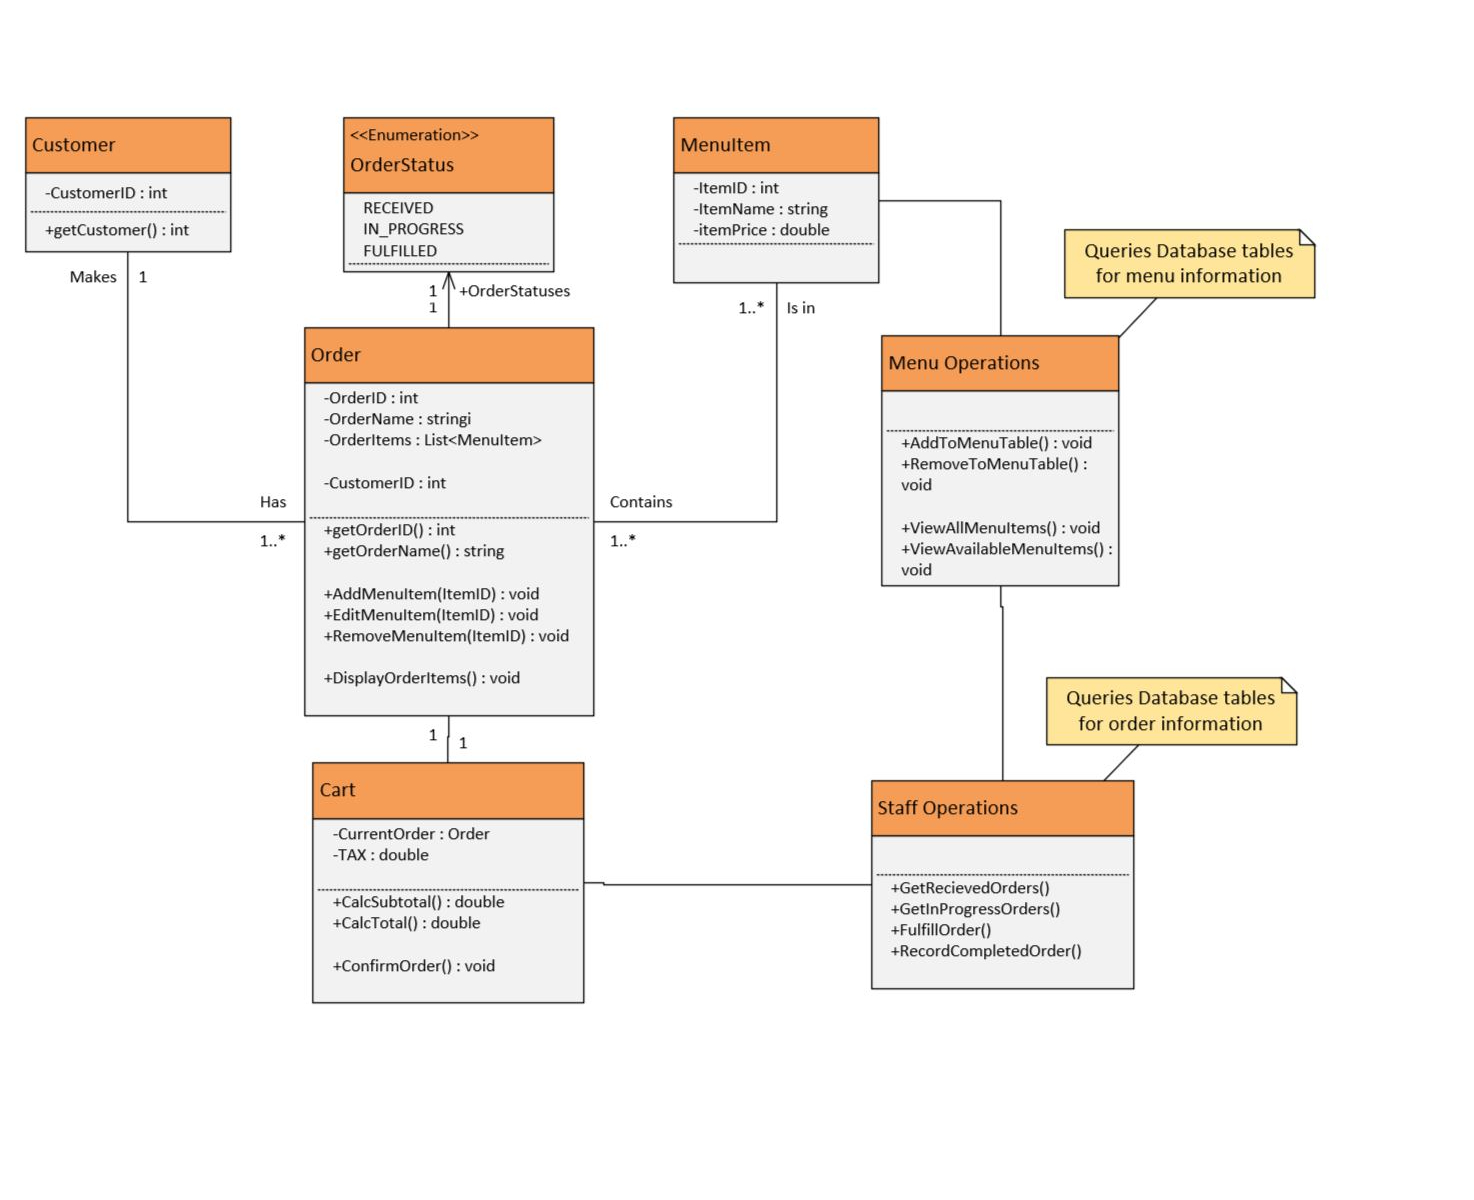 Customer
-CustomerID : int
+getCustomer() : int
Makes
1
<<Enumeration>>
OrderStatus
RECEIVED
IN_PROGRESS
FULFILLED
1
+OrderStatuses
1
MenuItem
-ItemID : int
-ItemName : string
-itemPrice : double
1..*
Is in
Queries Database tables
for menu information
Order
-OrderID : int
-OrderName : stringi
-OrderItems : List<MenuItem>
-CustomerID : int
+getOrderID() : int
+getOrderName() : string
+AddMenuItem(ItemID) : void
+EditMenuItem(ItemID) : void
+RemoveMenuItem(ItemID) : void
+DisplayOrderItems() : void
Has
1..*
Contains
1..*
Menu Operations
+AddToMenuTable() : void
+RemoveToMenuTable() :
void
+ViewAllMenuItems() : void
+ViewAvailableMenuItems() :
void
1
1
Queries Database tables
for order information
Cart
-CurrentOrder : Order
-TAX : double
+CalcSubtotal() : double
+CalcTotal() : double
+ConfirmOrder() : void
Staff Operations
+GetRecievedOrders()
+GetInProgressOrders()
+FulfillOrder()
+RecordCompletedOrder()